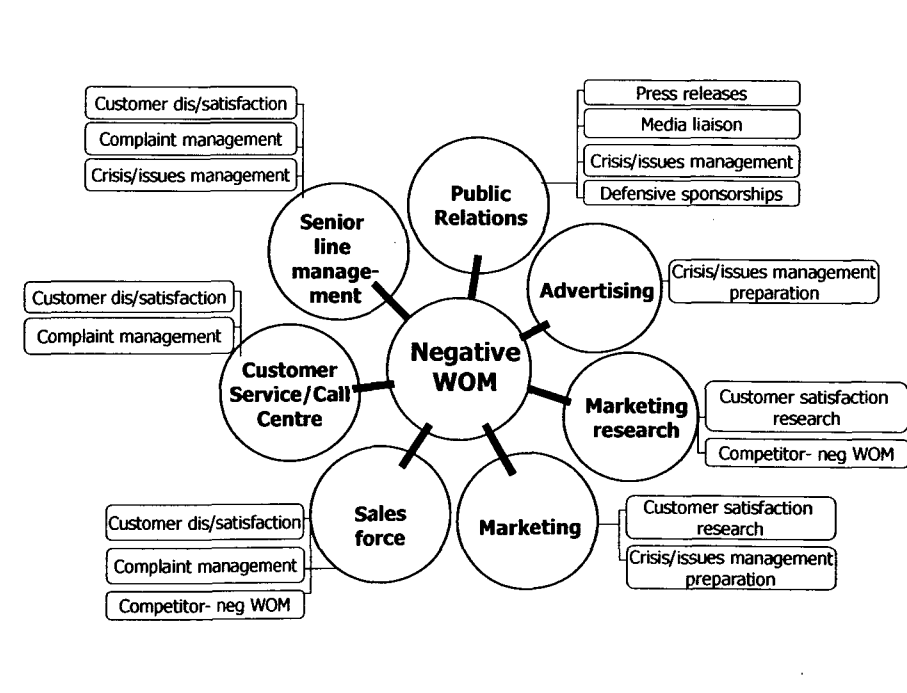 Customer dis/satisfaction
Complaint management
Crisis/issues management
Press releases
Media liaison
Crisis/issues management
Defensive sponsorships
Public
Relations
Senior
line
manage-
ment
Advertising
Crisis/issues management
preparation
Customer dis/satisfaction
Complaint management
Negative
WOM
Customer
Service/Call
Centre
Marketing
research
Customer satisfaction
research
Competitor- neg WOM
Sales
force
Customer dis/satisfaction
Complaint management
Competitor- neg WOM
Marketing
Customer satisfaction
research
Crisis/issues management
preparation